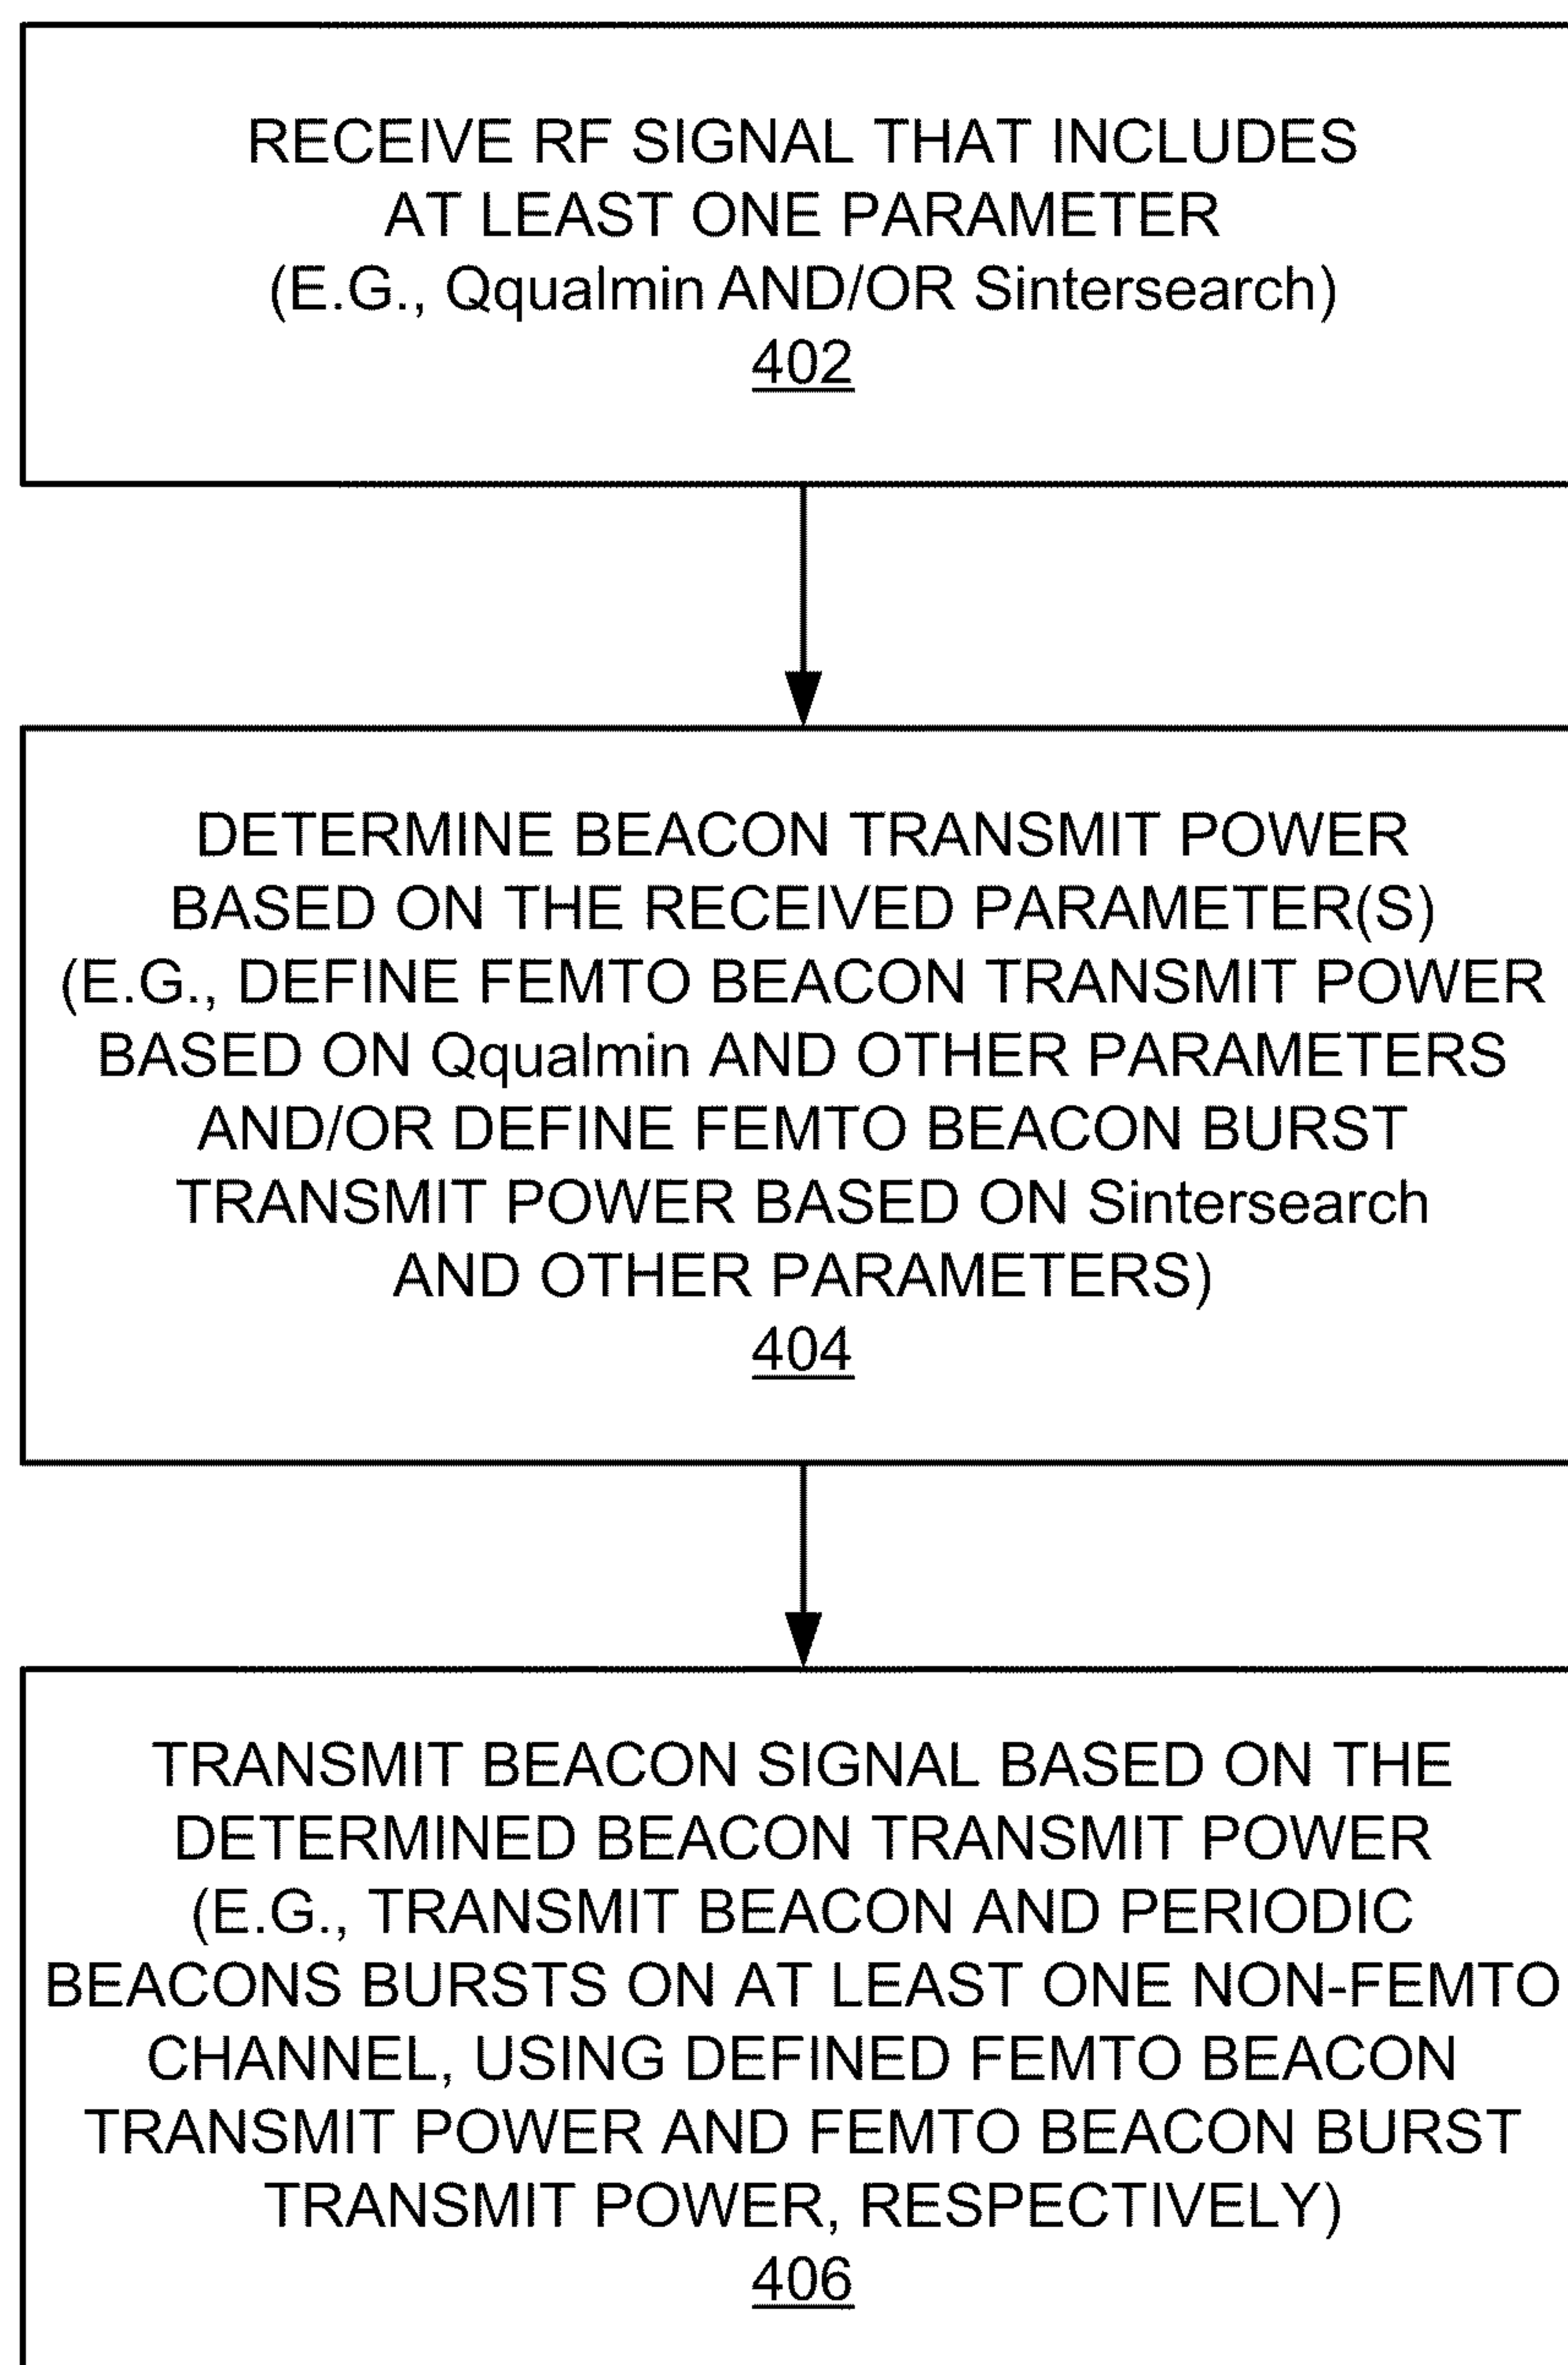 RECEIVE RF SIGNAL THAT INCLUDES
AT LEAST ONE PARAMETER
(E.G., Qqualmin AND/OR Sintersearch)
402
DETERMINE BEACON TRANSMIT POWER
BASED ON THE RECEIVED PARAMETER(S)
(E.G., DEFINE FEMTO BEACON TRANSMIT POWER
BASED ON Qqualmin AND OTHER PARAMETERS
AND/OR DEFINE FEMTO BEACON BURST
TRANSMIT POWER BASED ON Sintersearch
AND OTHER PARAMETERS)
404
TRANSMIT BEACON SIGNAL BASED ON THE
DETERMINED BEACON TRANSMIT POWER
(E.G., TRANSMIT BEACON AND PERIODIC
BEACONS BURSTS ON AT LEAST ONE NON-FEMTO
CHANNEL, USING DEFINED FEMTO BEACON
TRANSMIT POWER AND FEMTO BEACON BURST
TRANSMIT POWER, RESPECTIVELY)
406